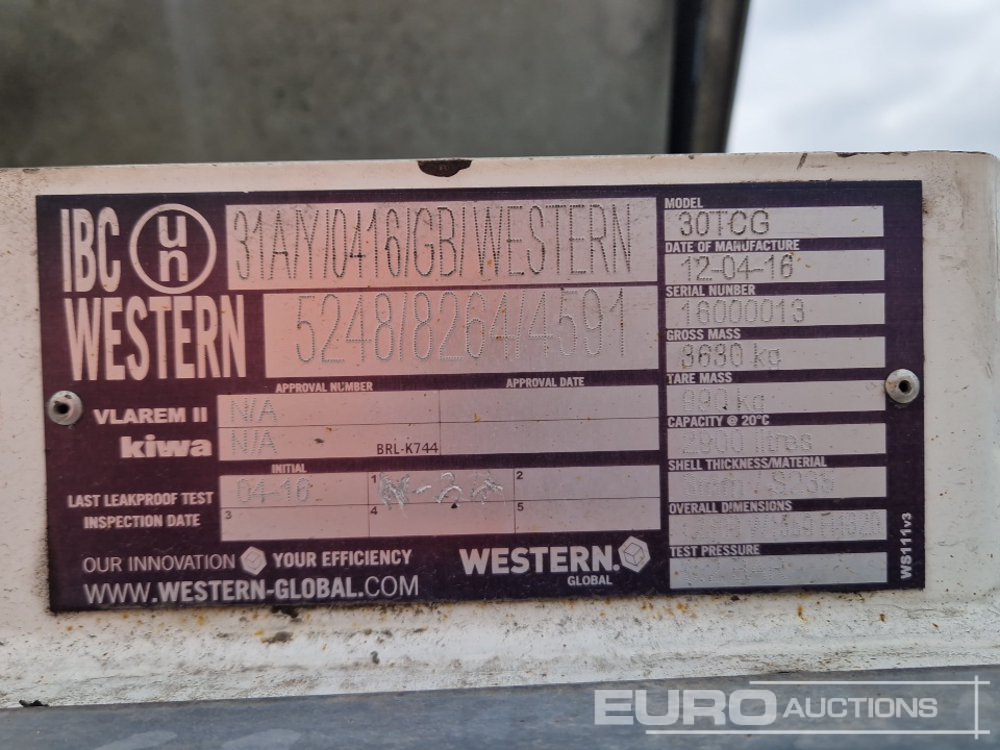 IBC
un
31A/Y/0416/GB/WESTERN
WESTERN
5248/8264/4591
APPROVAL NUMBER APPROVAL DATE
VLAREM II N/A
kiwa N/A BRL-K744
INITIAL 1 2
LAST LEAKPROOF TEST
INSPECTION DATE
04-16
3 4 5
OUR INNOVATION YOUR EFFICIENCY
WWW.WESTERN-GLOBAL.COM
WESTERN.
GLOBAL
MODEL
30TCG
DATE OF MANUFACTURE
12-04-16
SERIAL NUMBER
16000013
GROSS MASS
3630 kg
TARE MASS
990 kg
CAPACITY @ 20°C
litres
SHELL THICKNESS/MATERIAL
OVERALL DIMENSIONS
TEST PRESSURE
WS111v3
EURO AUCTIONS